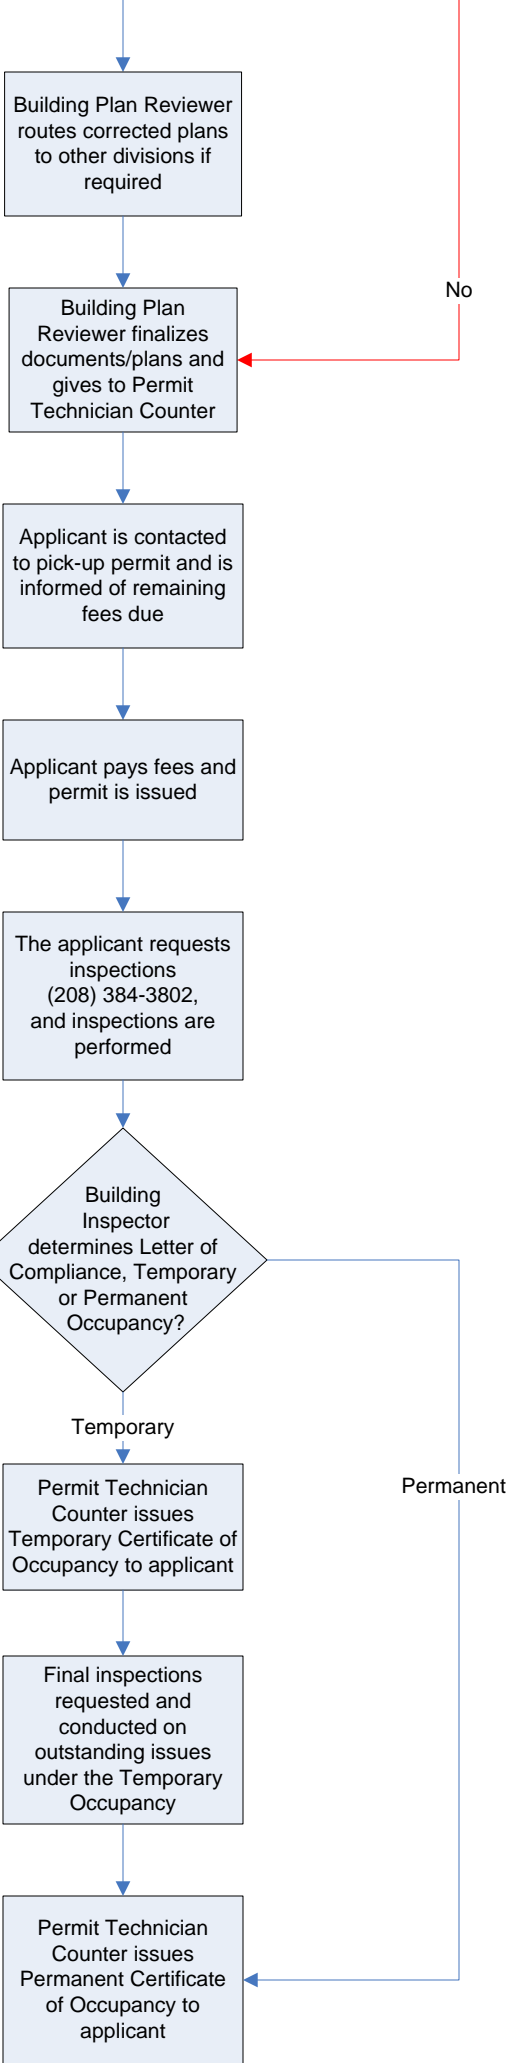 Building Plan Reviewer
routes corrected plans
to other divisions if
required
No
Building Plan
Reviewer finalizes
documents/plans and
gives to Permit
Technician Counter
Applicant is contacted
to pick-up permit and is
informed of remaining
fees due
Applicant pays fees and
permit is issued
The applicant requests
inspections
(208) 384-3802,
and inspections are
performed
Building
Inspector
determines Letter of
Compliance, Temporary
or Permanent
Occupancy?
Temporary
Permanent
Permit Technician
Counter issues
Temporary Certificate of
Occupancy to applicant
Final inspections
requested and
conducted on
outstanding issues
under the Temporary
Occupancy
Permit Technician
Counter issues
Permanent Certificate
of Occupancy to
applicant